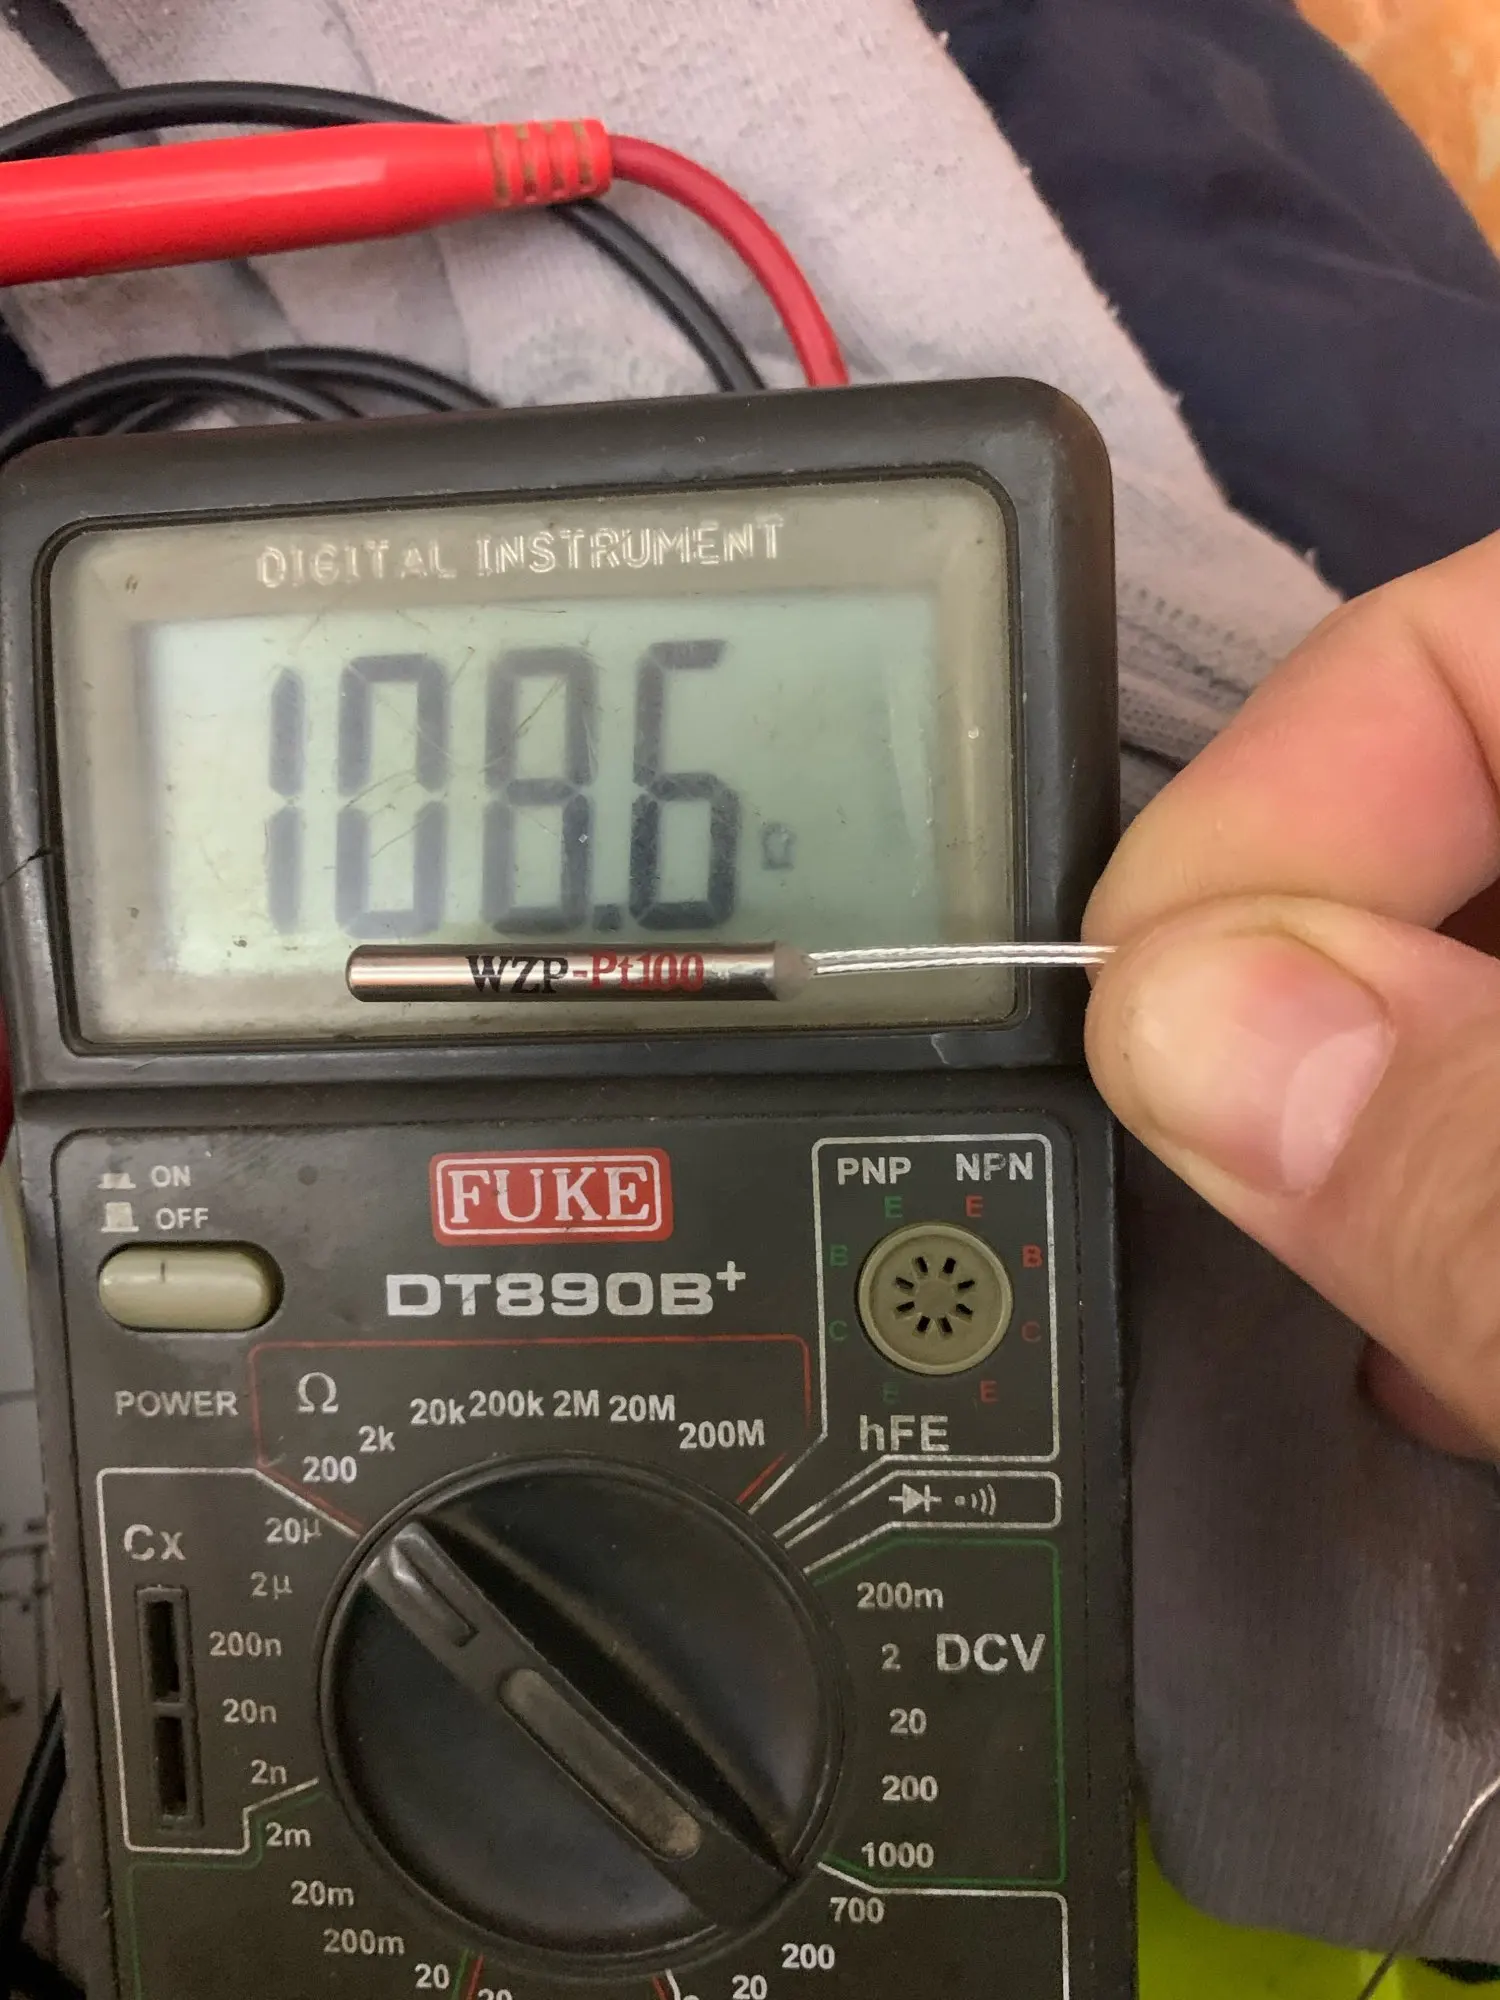 DIGITAL INSTRUMENT
108.6 Ω
WZP-Pt100
ON
OFF
POWER
FUKE
DT890B+
PNP NPN
E E
B B
C C
E E
hFE
Ω
200 2k 20k 200k 2M 20M 200M
Cx
20μ
2μ
200n
20n
2n
2m
20m
200m
20
20
200m
2 DCV
20
200
1000
700
200
20